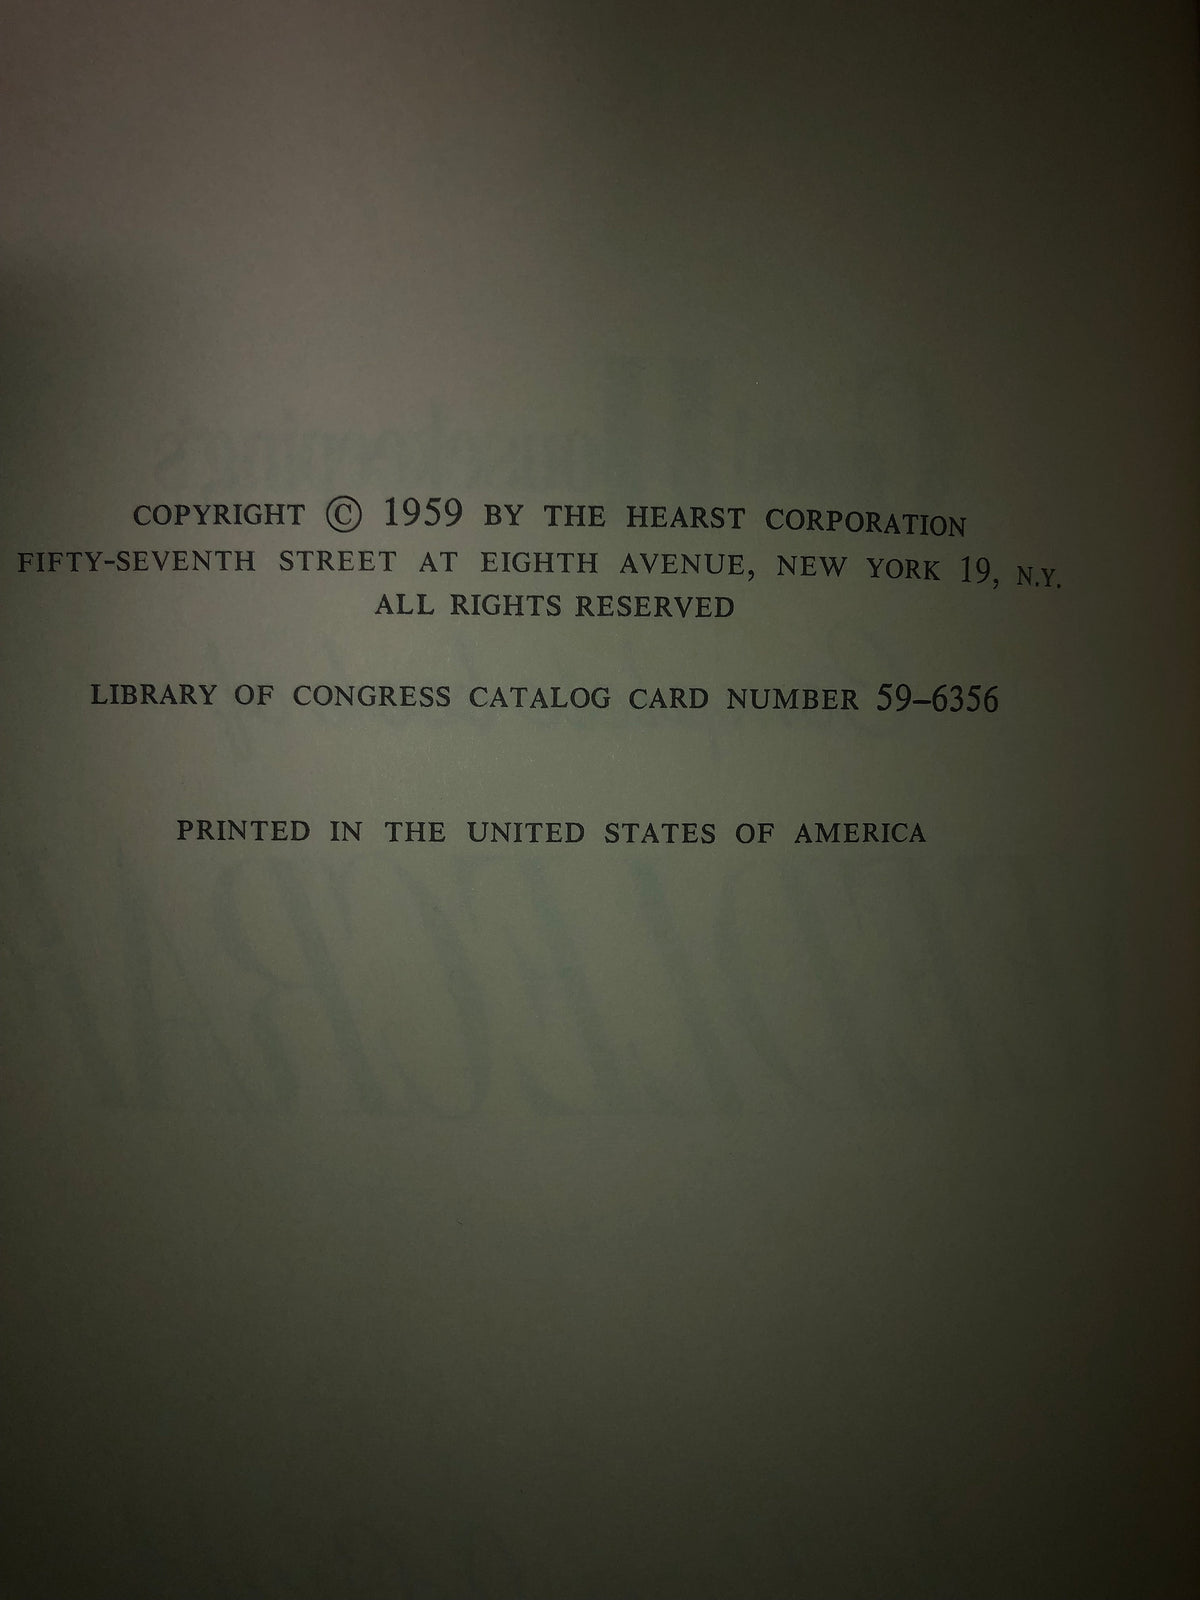 COPYRIGHT © 1959 BY THE HEARST CORPORATION
FIFTY-SEVENTH STREET AT EIGHTH AVENUE, NEW YORK 19, N.Y.
ALL RIGHTS RESERVED
LIBRARY OF CONGRESS CATALOG CARD NUMBER 59–6356
PRINTED IN THE UNITED STATES OF AMERICA